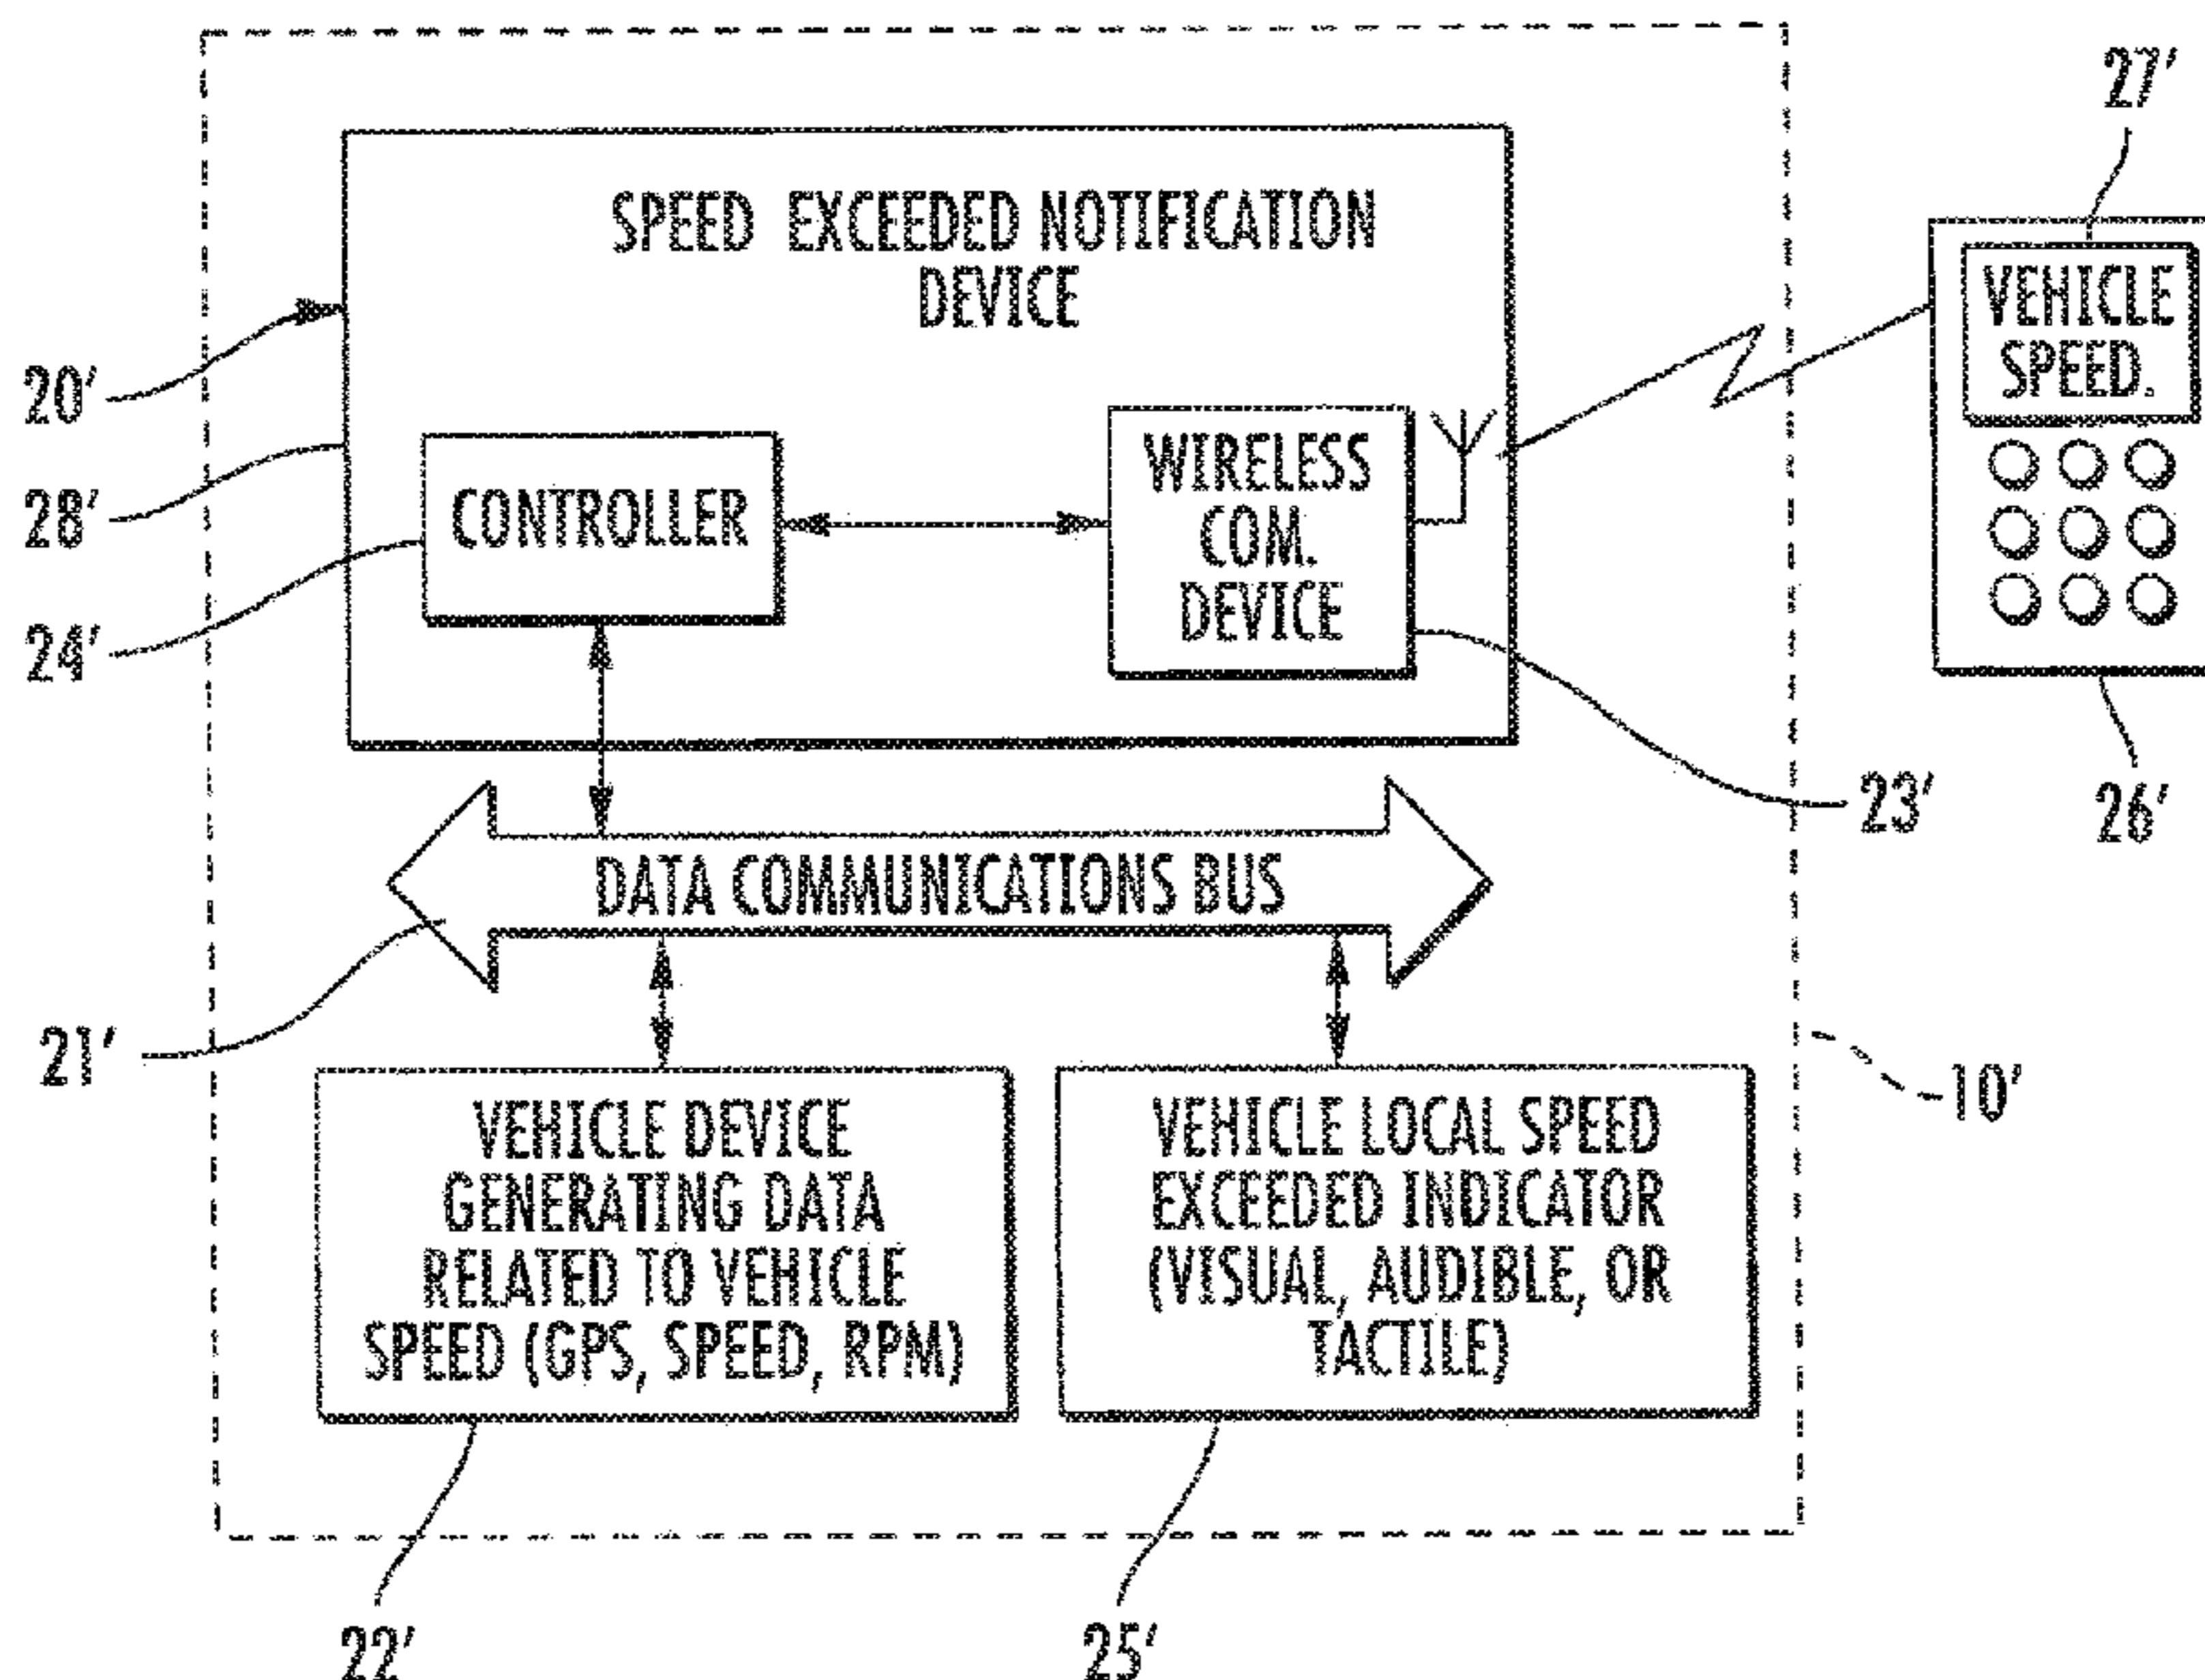 27'
SPEED EXCEEDED NOTIFICATION
DEVICE
VEHICLE
SPEED.
20'
28'
24'
CONTROLLER
WIRELESS
COM.
DEVICE
23'
26'
DATA COMMUNICATIONS BUS
21'
10'
VEHICLE DEVICE
GENERATING DATA
RELATED TO VEHICLE
SPEED (GPS, SPEED, RPM)
VEHICLE LOCAL SPEED
EXCEEDED INDICATOR
(VISUAL, AUDIBLE, OR
TACTILE)
22'
25'